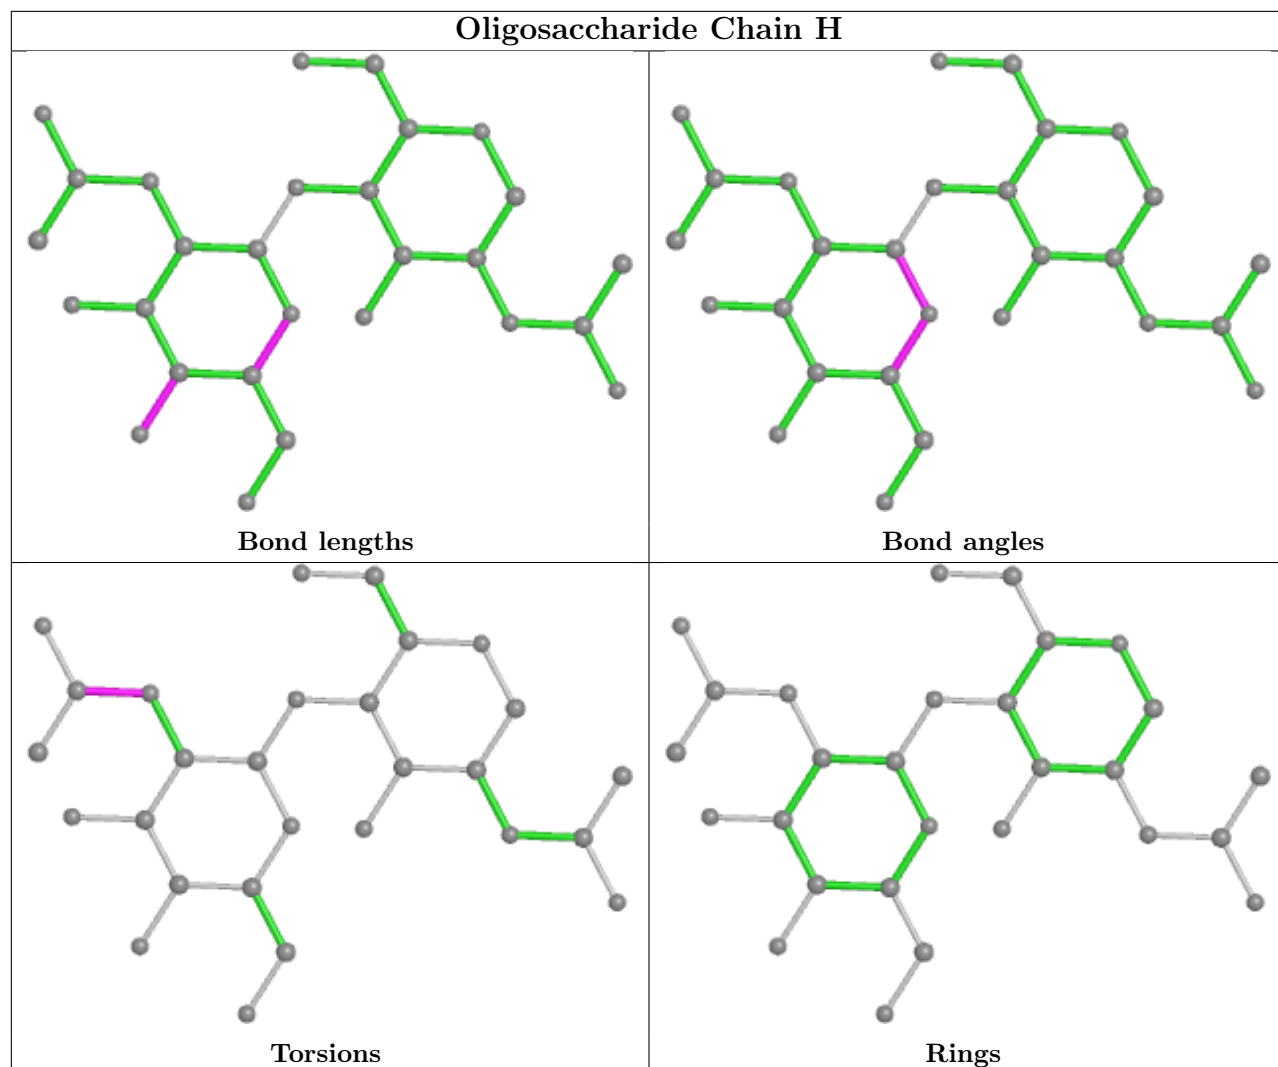 Oligosaccharide Chain H
Bond lengths
Bond angles
Torsions
Rings